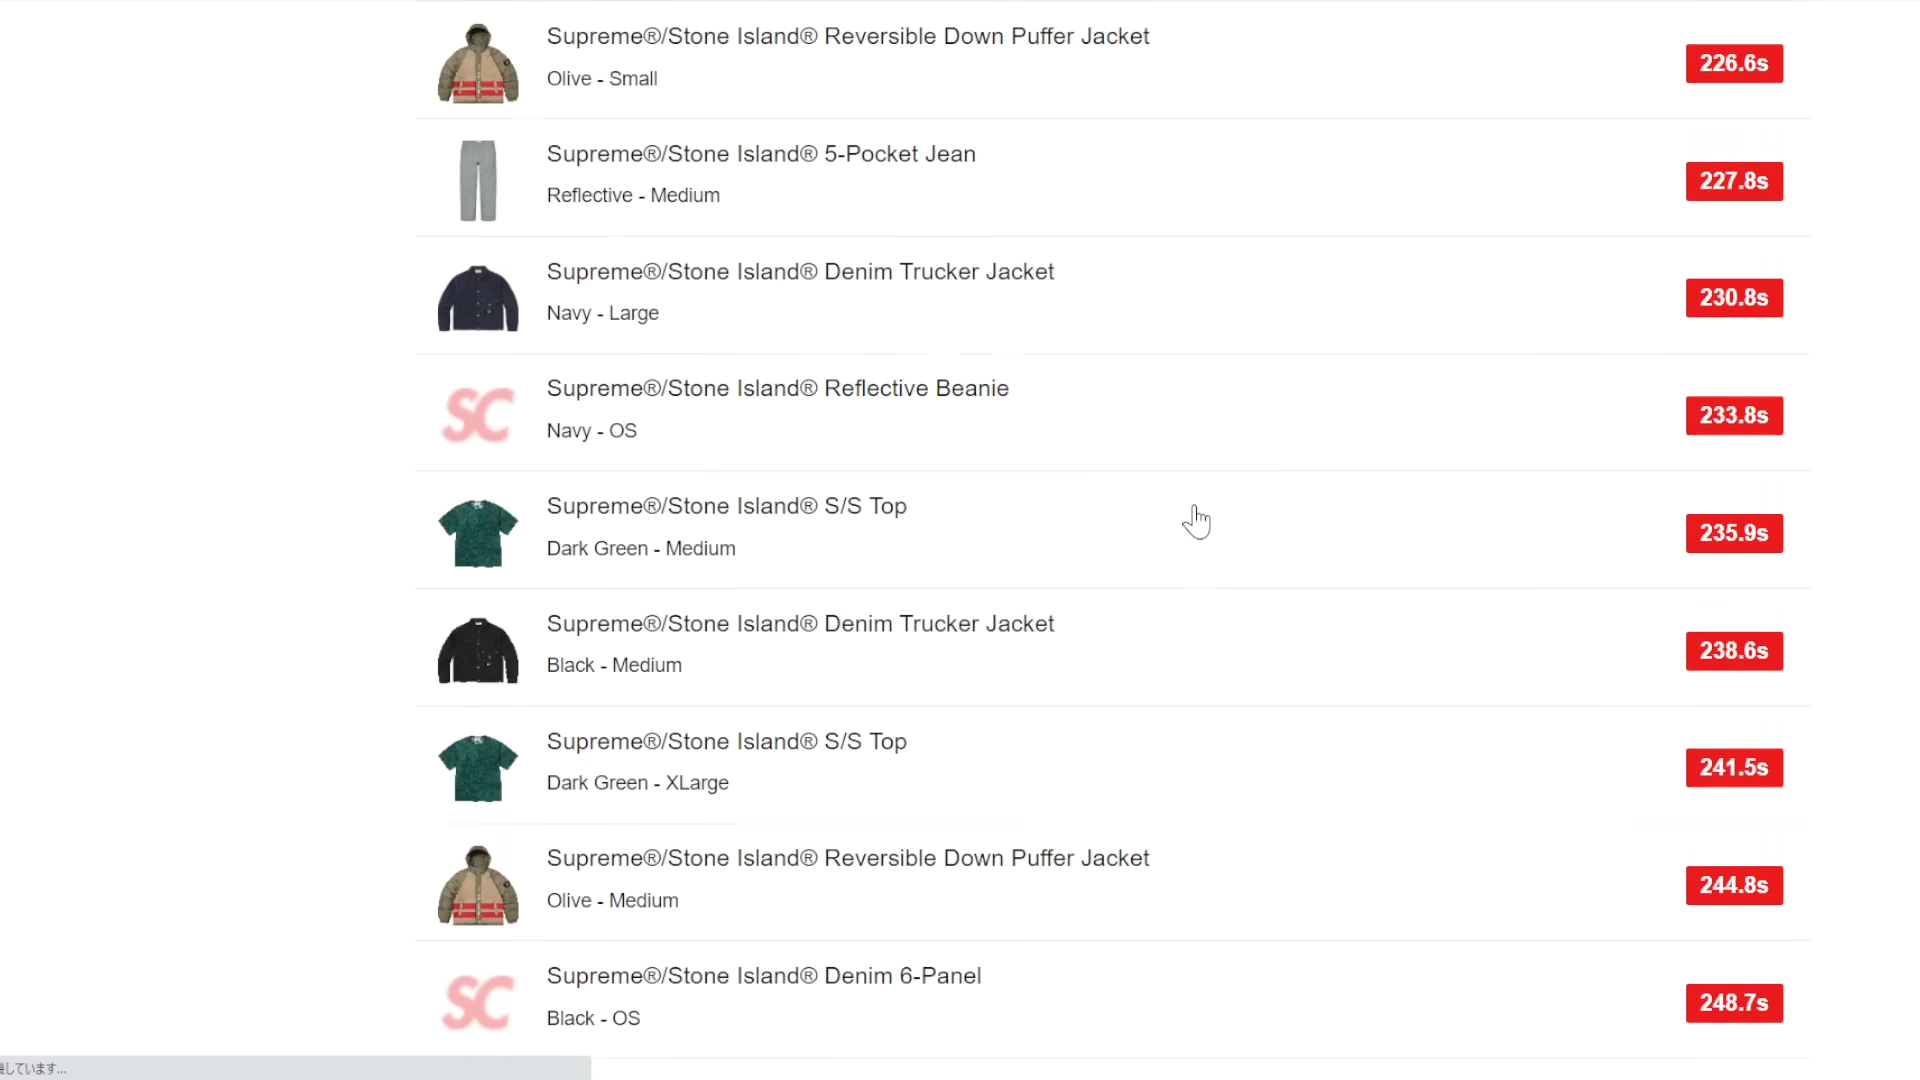 Supreme®/Stone Island® Reversible Down Puffer Jacket
Olive - Small
226.6s
Supreme®/Stone Island® 5-Pocket Jean
Reflective - Medium
227.8s
Supreme®/Stone Island® Denim Trucker Jacket
Navy - Large
230.8s
SC
Supreme®/Stone Island® Reflective Beanie
Navy - OS
233.8s
Supreme®/Stone Island® S/S Top
Dark Green - Medium
235.9s
Supreme®/Stone Island® Denim Trucker Jacket
Black - Medium
238.6s
Supreme®/Stone Island® S/S Top
Dark Green - XLarge
241.5s
Supreme®/Stone Island® Reversible Down Puffer Jacket
Olive - Medium
244.8s
SC
Supreme®/Stone Island® Denim 6-Panel
Black - OS
248.7s
しています...